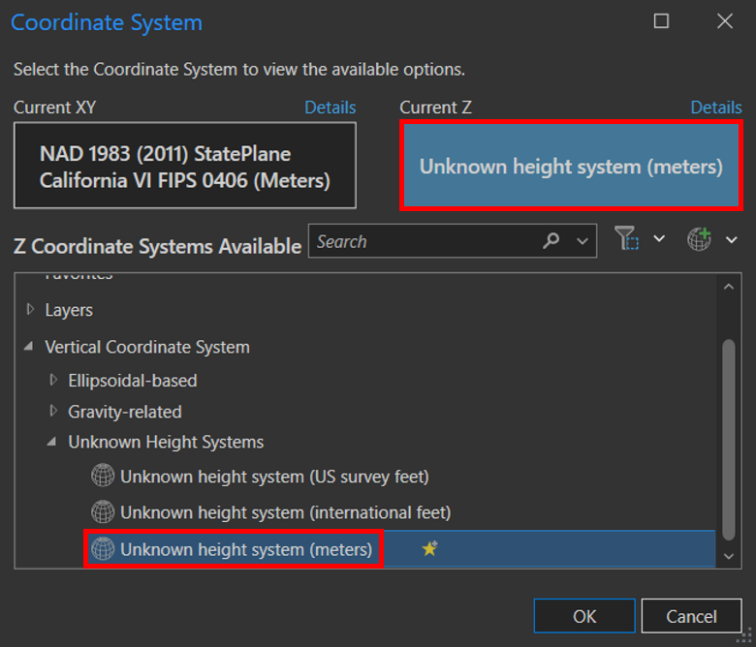 Coordinate System
Select the Coordinate System to view the available options.
Current XY Details Current Z Details
NAD 1983 (2011) StatePlane
California VI FIPS 0406 (Meters)
Unknown height system (meters)
Z Coordinate Systems Available Search
Favorites
Layers
Vertical Coordinate System
Ellipsoidal-based
Gravity-related
Unknown Height Systems
Unknown height system (US survey feet)
Unknown height system (international feet)
Unknown height system (meters)
OK Cancel